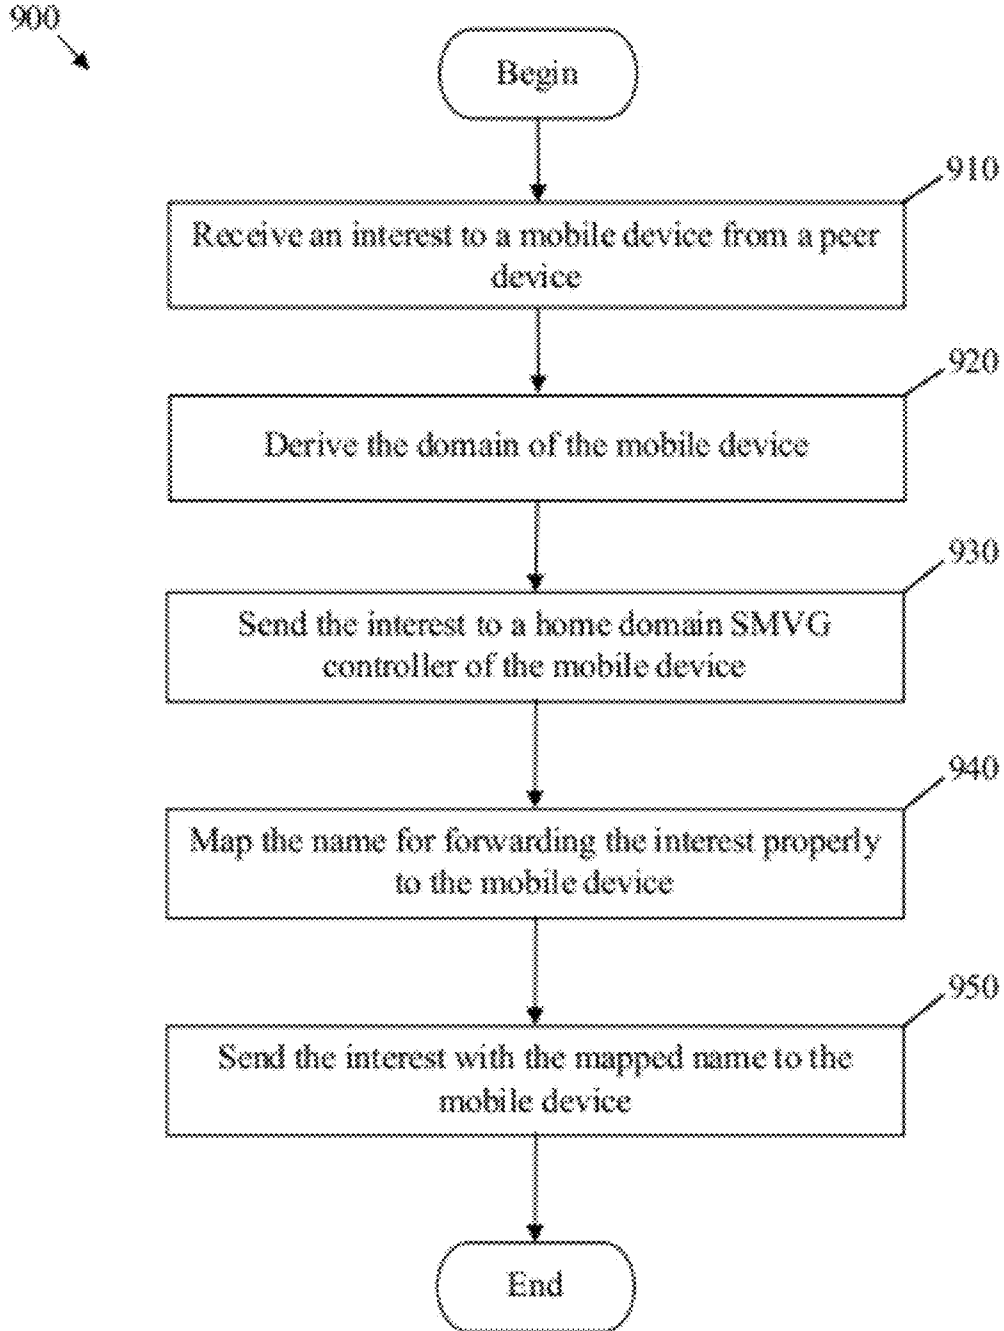 900
Begin
910
Receive an interest to a mobile device from a peer
device
920
Derive the domain of the mobile device
930
Send the interest to a home domain SMVG
controller of the mobile device
940
Map the name for forwarding the interest properly
to the mobile device
950
Send the interest with the mapped name to the
mobile device
End